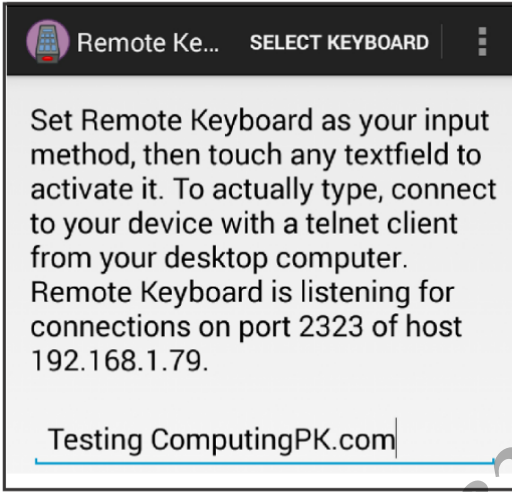 Remote Ke... SELECT KEYBOARD
Set Remote Keyboard as your input
method, then touch any textfield to
activate it. To actually type, connect
to your device with a telnet client
from your desktop computer.
Remote Keyboard is listening for
connections on port 2323 of host
192.168.1.79.
Testing ComputingPK.com